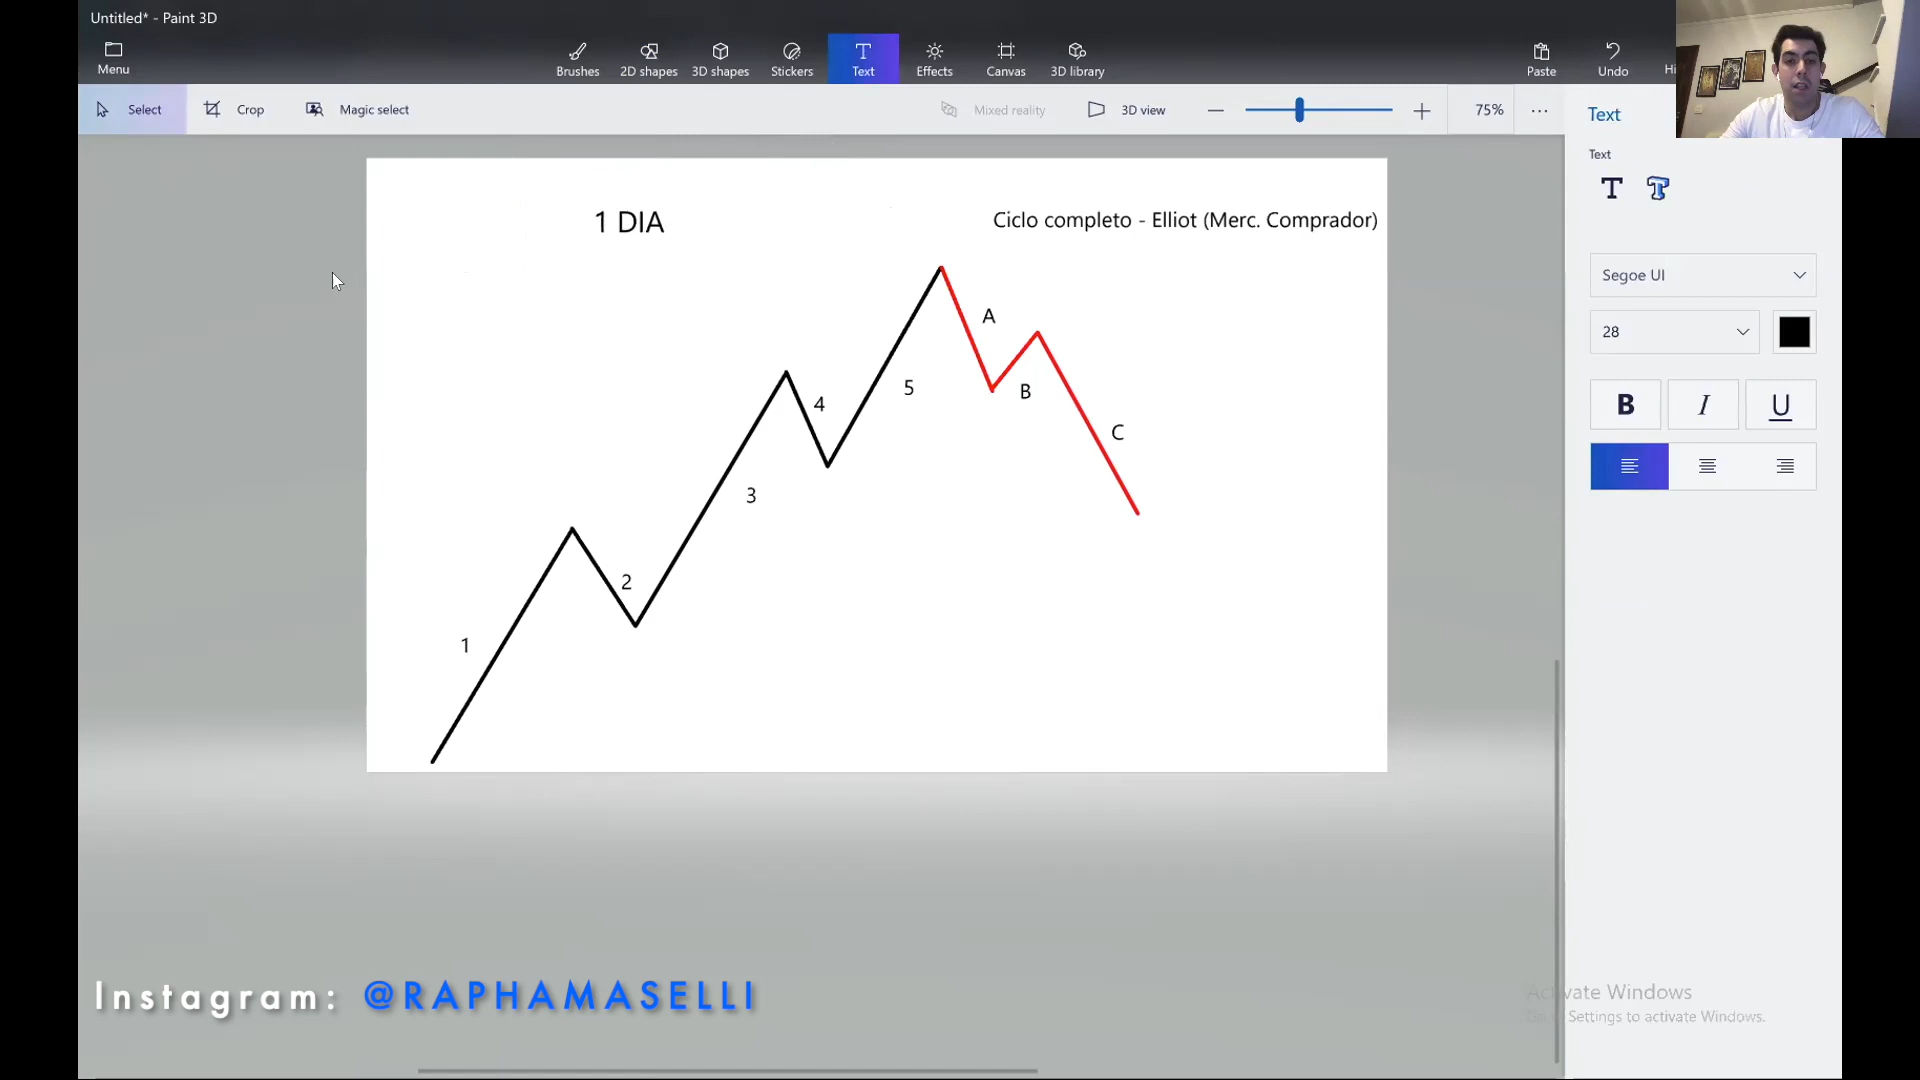 Untitled* - Paint 3D
Menu
Brushes
2D shapes
3D shapes
Stickers
Text
Effects
Canvas
3D library
Paste
Undo
Select
Crop
Magic select
Mixed reality
3D view
75%
Text
Text
Segoe UI
28
B
I
U
1 DIA
Ciclo completo - Elliot (Merc. Comprador)
A
B
C
5
4
3
2
1
Instagram: @RAPHAMASELLI
Activate Windows
Settings to activate Windows.